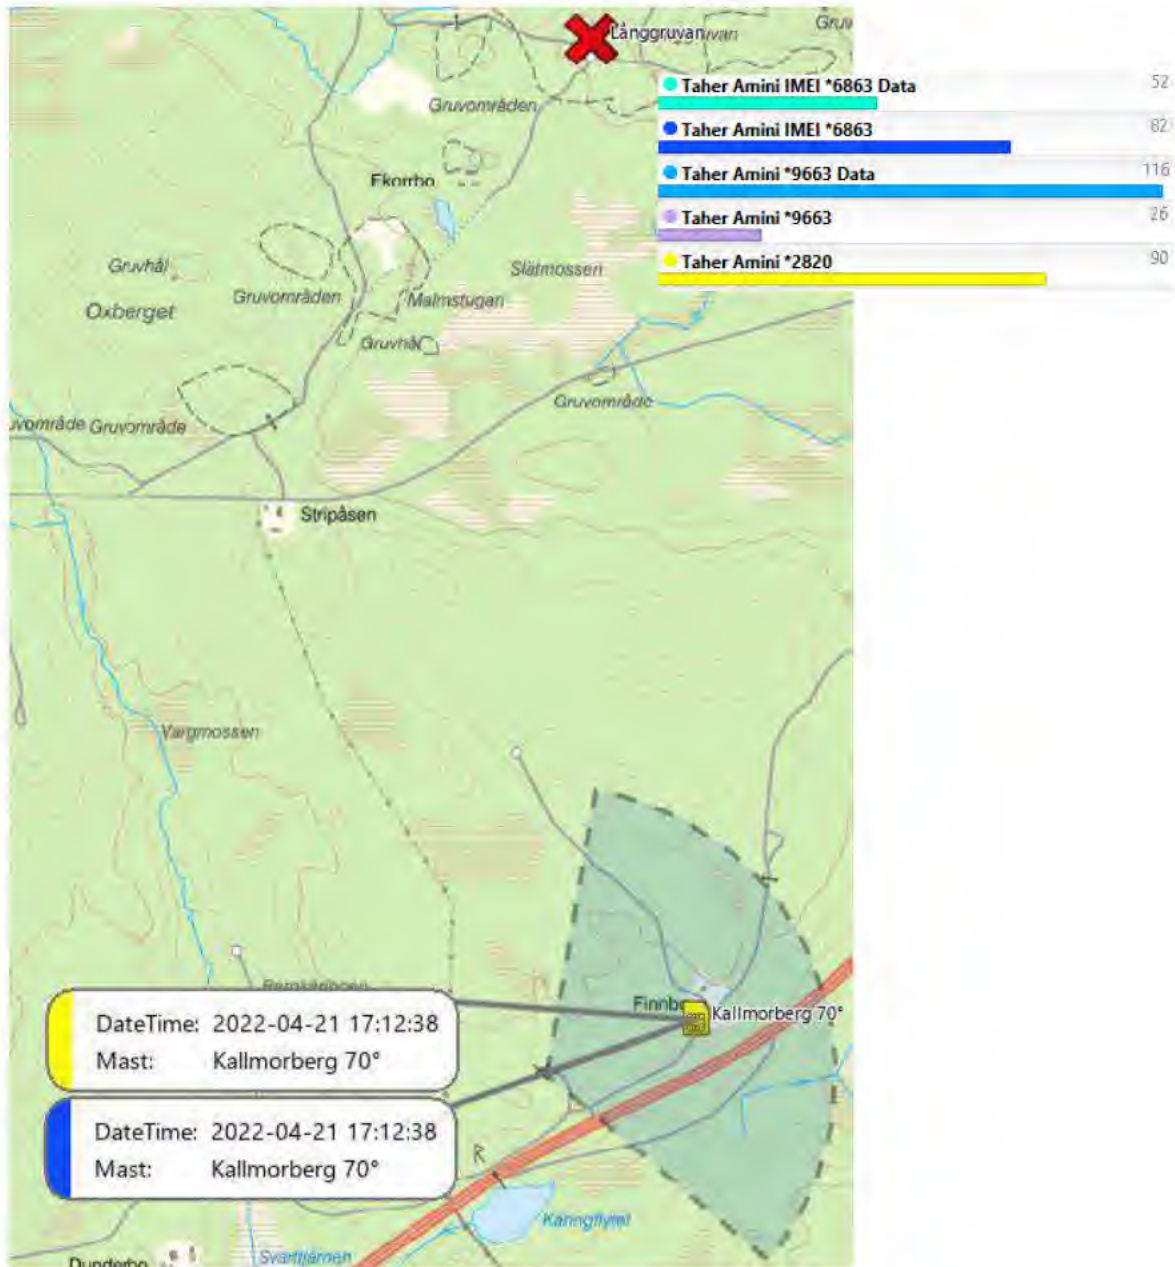 Långgruvan
Gruv
Taher Amini IMEI *6863 Data 52
Gruvområden
Taher Amini IMEI *6863 82
Taher Amini *9663 Data 116
Ekorrbo
Taher Amini *9663 26
Taher Amini *2820 90
Gruvhål
Slätmossen
Gruvområden
Malmstugan
Oxberget
Gruvhål
Gruvområde
uvområde Gruvområde
Stripåsen
Vargmossen
Finnbo
Kallmorberg 70°
DateTime: 2022-04-21 17:12:38
Mast: Kallmorberg 70°
DateTime: 2022-04-21 17:12:38
Mast: Kallmorberg 70°
R
Dunderbo
Svarttjärnen